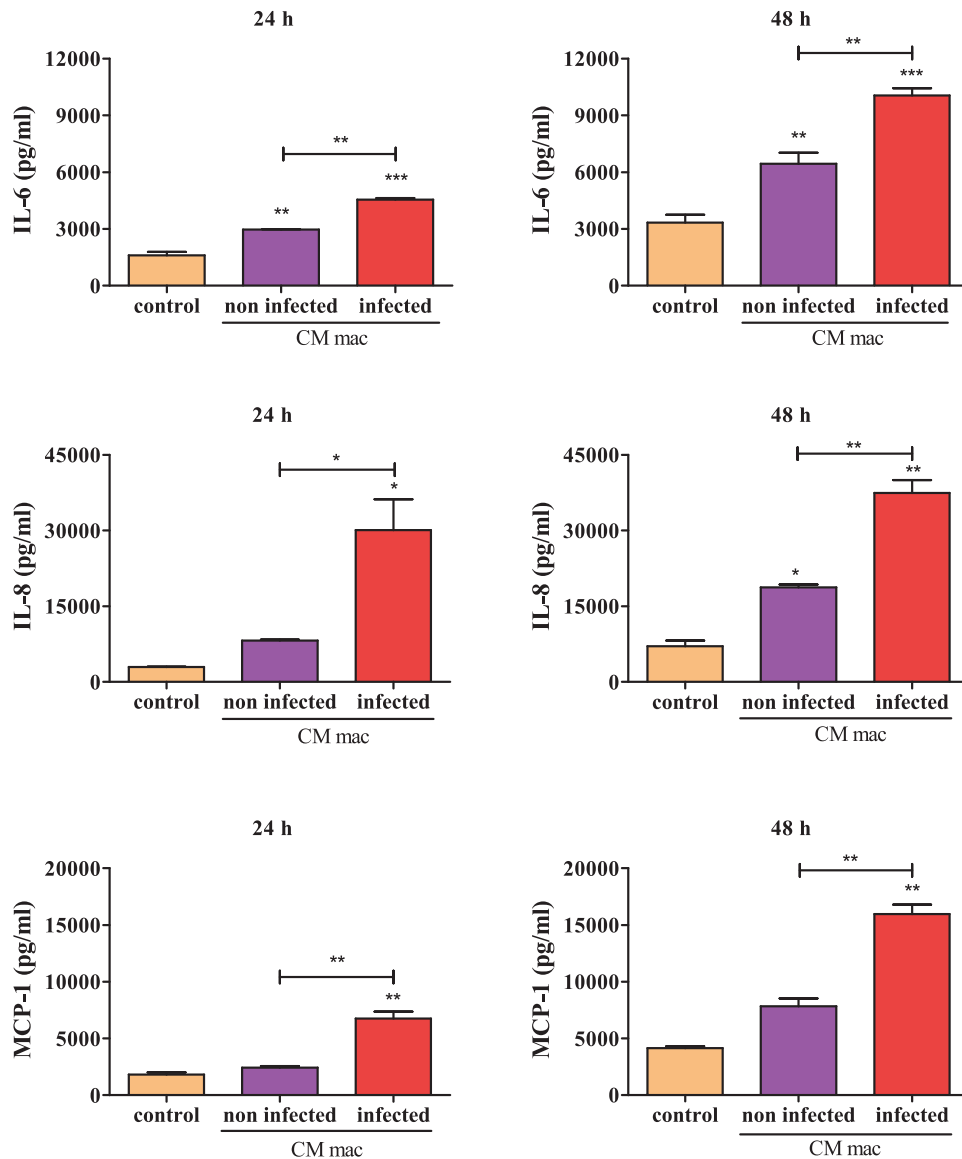 24 h
48 h
IL-6 (pg/ml)
12000
9000
6000
3000
0
**
**
***
control
non infected
infected
CM mac
IL-6 (pg/ml)
12000
9000
6000
3000
0
**
**
***
control
non infected
infected
CM mac
24 h
48 h
IL-8 (pg/ml)
45000
30000
15000
0
*
*
control
non infected
infected
CM mac
IL-8 (pg/ml)
45000
30000
15000
0
**
*
**
control
non infected
infected
CM mac
24 h
48 h
MCP-1 (pg/ml)
20000
15000
10000
5000
0
**
**
control
non infected
infected
CM mac
MCP-1 (pg/ml)
20000
15000
10000
5000
0
**
**
control
non infected
infected
CM mac